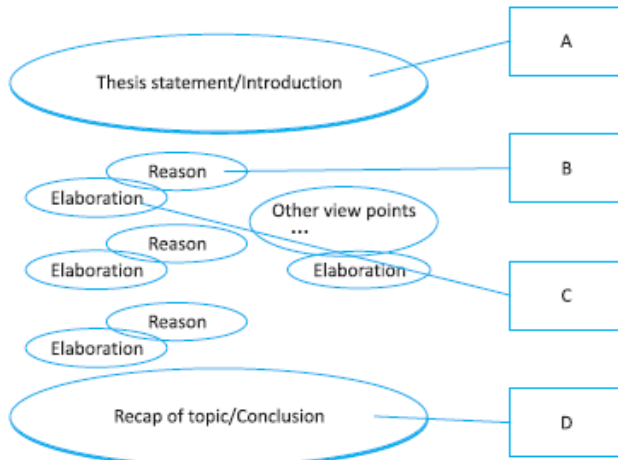 A
Thesis statement/Introduction
Reason
B
Elaboration
Other view points
...
Reason
Elaboration
Elaboration
C
Reason
Elaboration
Recap of topic/Conclusion
D